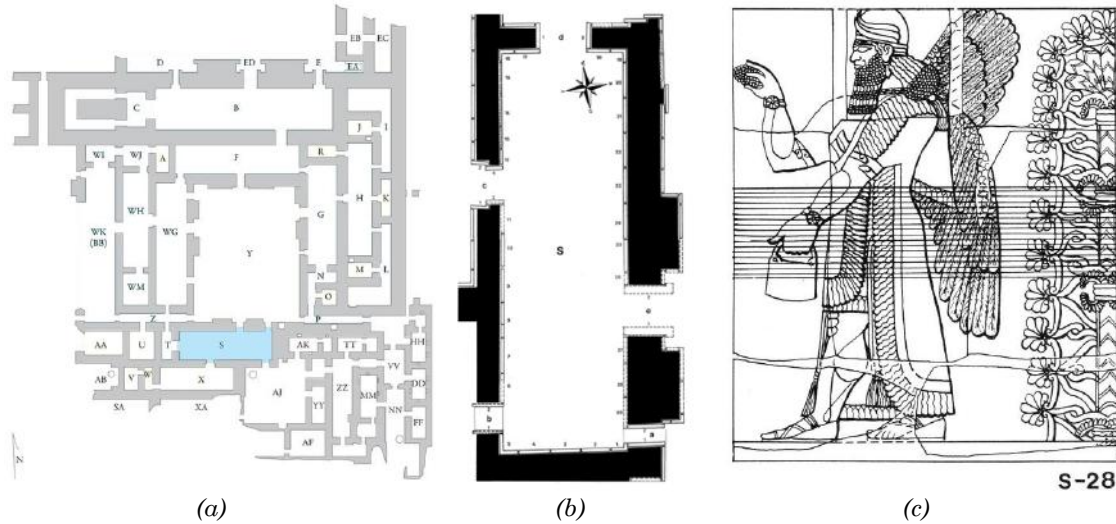 EB EC
D ED E EA
C B
J I
WI WJ A F R
WH H K
WK
(BB)
WG Y G
WM N M L
O
Z P
AA U T S AK TT HH
VV
AB V W X AJ ZZ MM DD
SA XA YT NN FF
AF
N
d
c
S
e
b
a
S-28
(a) (b) (c)